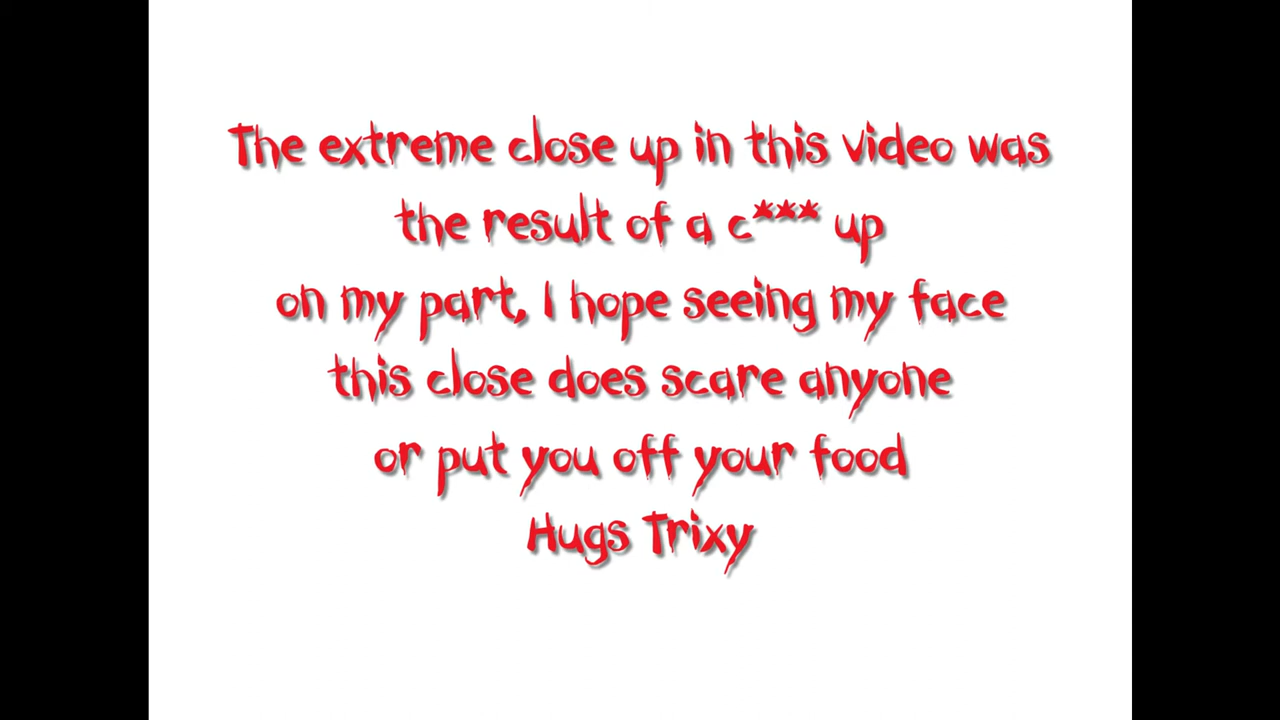 The extreme close up in this video was
the result of a c*** up
on my part, I hope seeing my face
this close does scare anyone
or put you off your food
Hugs Trixy